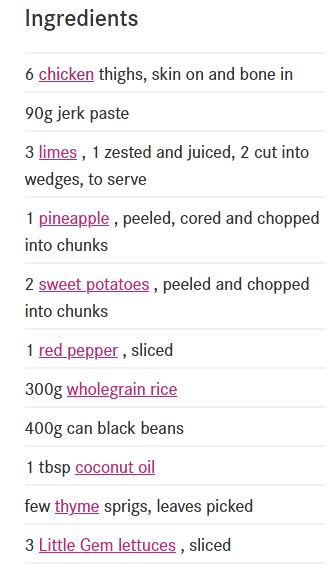 Ingredients
6 chicken thighs, skin on and bone in
90g jerk paste
3 limes , 1 zested and juiced, 2 cut into
wedges, to serve
1 pineapple , peeled, cored and chopped
into chunks
2 sweet potatoes , peeled and chopped
into chunks
1 red pepper , sliced
300g wholegrain rice
400g can black beans
1 tbsp coconut oil
few thyme sprigs, leaves picked
3 Little Gem lettuces , sliced